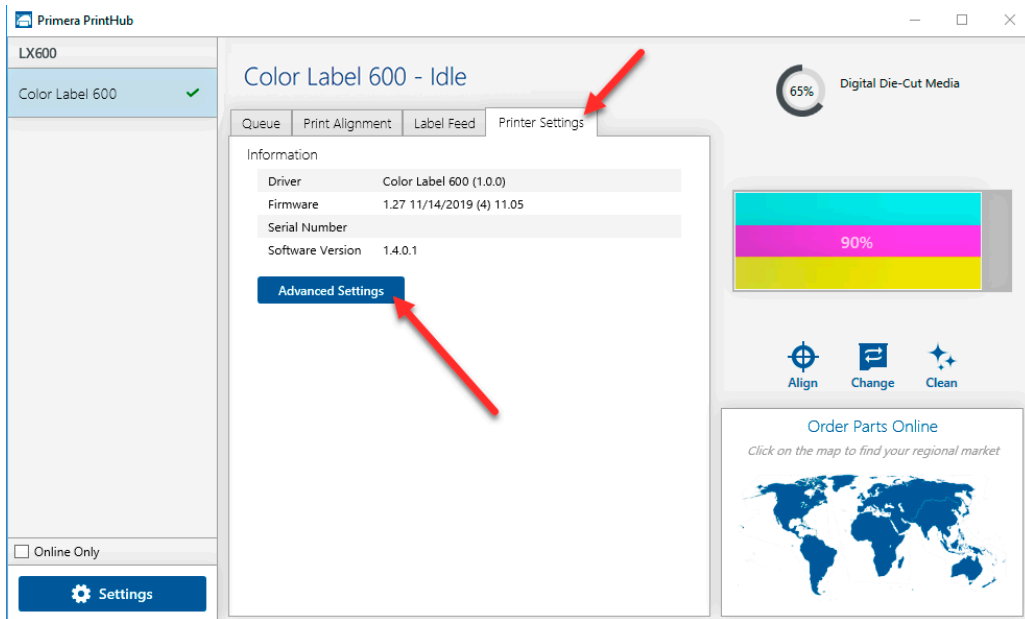 Primera PrintHub
LX600
Color Label 600
Online Only
Settings
Color Label 600 - Idle
Queue Print Alignment Label Feed Printer Settings
Information
Driver Color Label 600 (1.0.0)
Firmware 1.27 11/14/2019 (4) 11.05
Serial Number
Software Version 1.4.0.1
Advanced Settings
65% Digital Die-Cut Media
90%
Align Change Clean
Order Parts Online
Click on the map to find your regional market